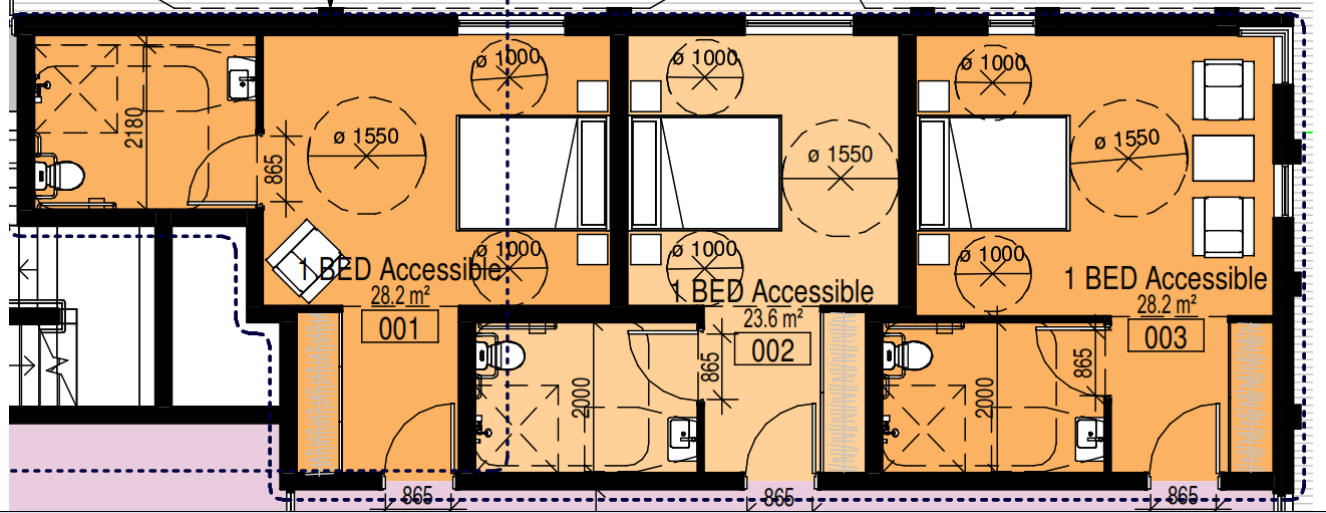 ø 1000
ø 1000
ø 1000
2180
ø 1550
ø 1550
ø 1550
865
ø 1000
ø 1000
ø 1000
1 BED Accessible
28.2 m²
001
1 BED Accessible
23.6 m²
002
1 BED Accessible
28.2 m²
003
2000
865
2000
865
865
865
865